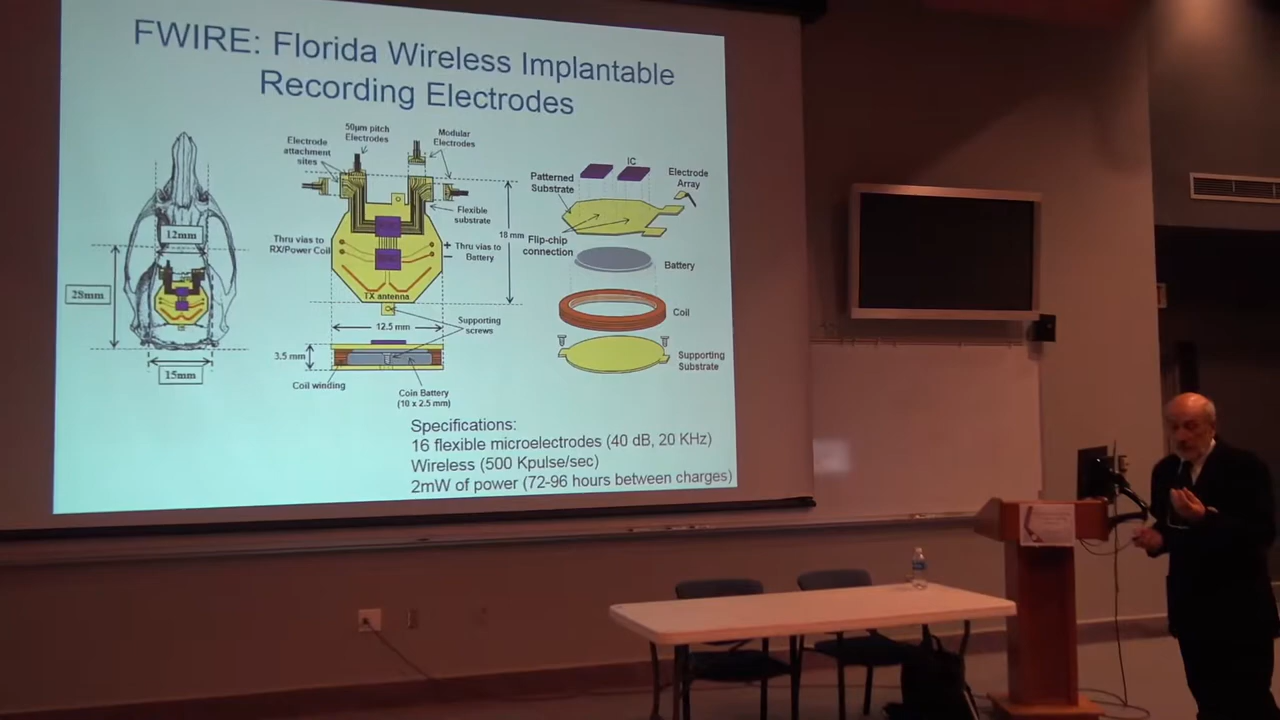 FWIRE: Florida Wireless Implantable
Recording Electrodes
12mm
28mm
15mm
50µm pitch
Electrodes
Modular
Electrodes
Electrode
attachment
sites
Flexible
substrate
18 mm
Thru vias to
RX/Power Coil
+ Thru vias to
− Battery
TX antenna
12.5 mm
Supporting
screws
3.5 mm
Coil winding
Coin Battery
(10 x 2.5 mm)
IC
Electrode
Array
Patterned
Substrate
Flip-chip
connection
Battery
Coil
Supporting
Substrate
Specifications:
16 flexible microelectrodes (40 dB, 20 KHz)
Wireless (500 Kpulse/sec)
2mW of power (72-96 hours between charges)